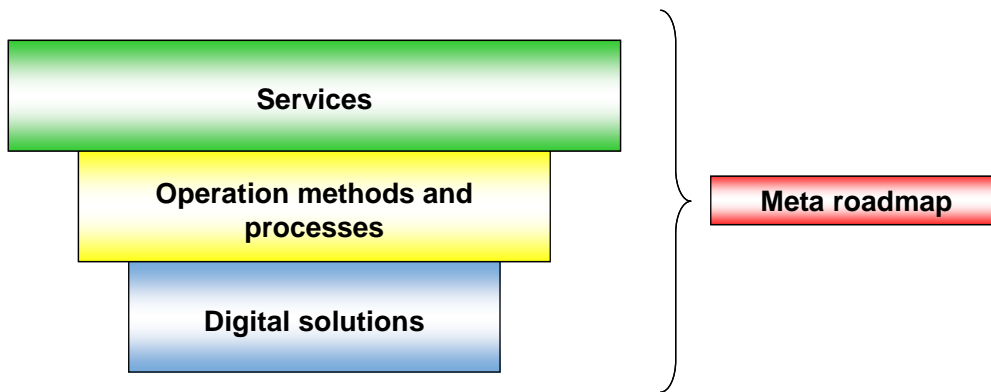 Services
Operation methods and
processes
Digital solutions
Meta roadmap